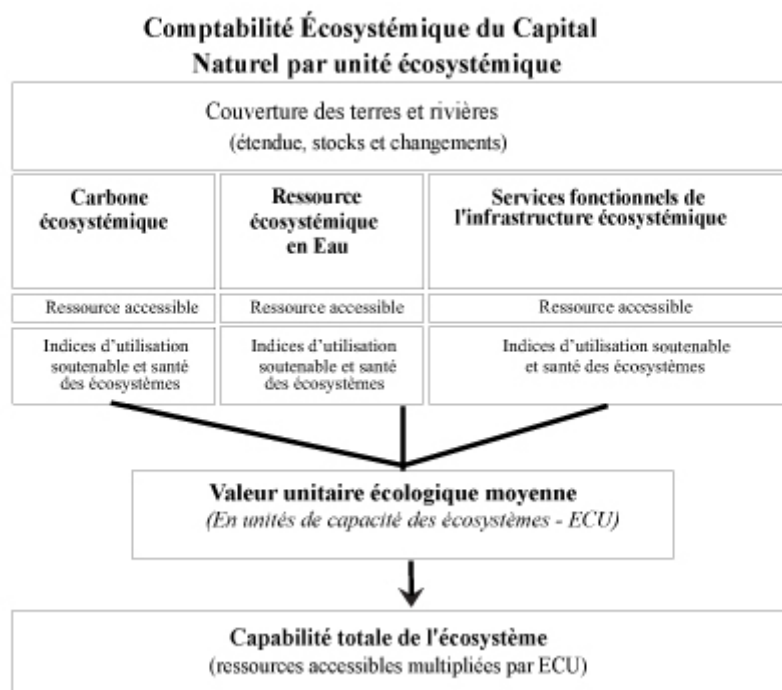 Comptabilité Écosystémique du Capital
Naturel par unité écosystémique
Couverture des terres et rivières
(étendue, stocks et changements)
Carbone
écosystémique
Ressource
écosystémique
en Eau
Services fonctionnels de
l'infrastructure écosystémique
Ressource accessible
Ressource accessible
Ressource accessible
Indices d'utilisation
soutenable et santé
des écosystèmes
Indices d'utilisation
soutenable et santé
des écosystèmes
Indices d'utilisation soutenable
et santé des écosystèmes
Valeur unitaire écologique moyenne
(En unités de capacité des écosystèmes - ECU)
Capabilité totale de l'écosystème
(ressources accessibles multipliées par ECU)